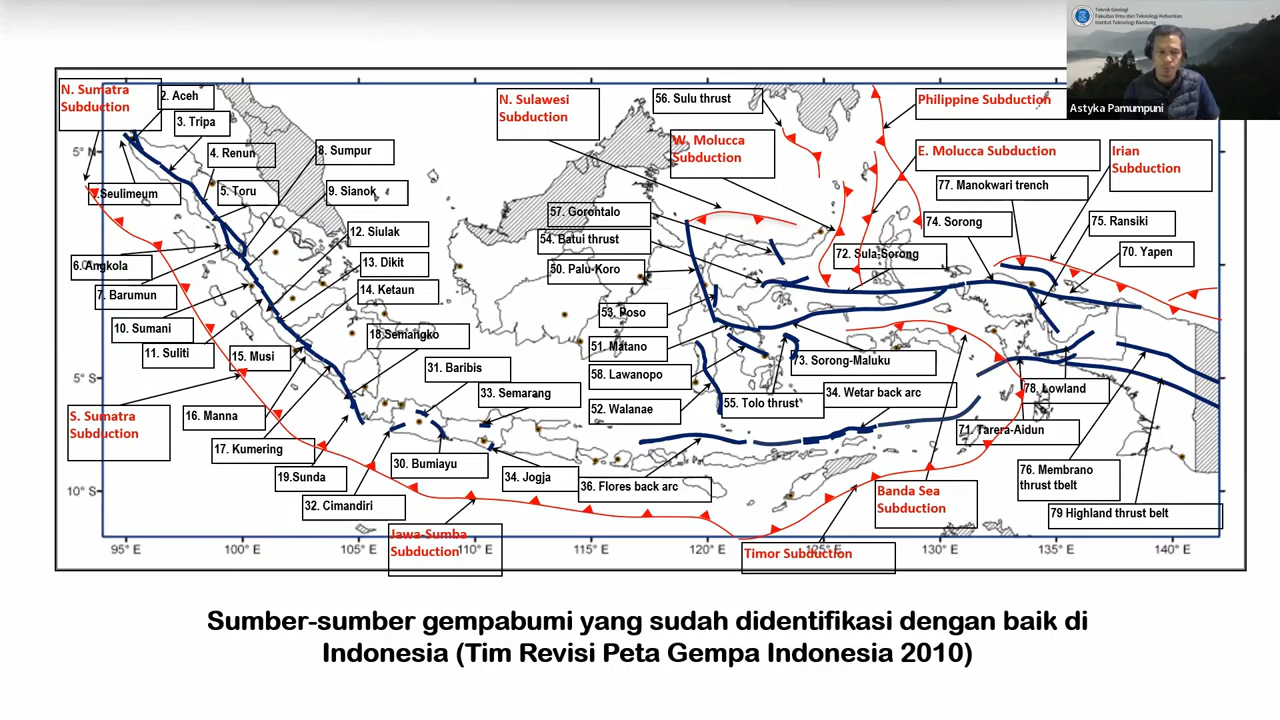 Teknik Geologi
Fakultas Ilmu dan Teknologi Kebumian
Institut Teknologi Bandung
Astyka Pamumpuni
N. Sumatra
Subduction
2. Aceh
3. Tripa
4. Renun
8. Sumpur
Seulimeum
5. Toru
9. Sianok
12. Siulak
6. Angkola
13. Dikit
7. Barumun
14. Ketaun
10. Sumani
18. Semangko
11. Suliti
15. Musi
31. Baribis
33. Semarang
S. Sumatra
Subduction
16. Manna
17. Kumering
19.Sunda
30. Bumiayu
34. Jogja
32. Cimandiri
Jawa-Sumba
Subduction
N. Sulawesi
Subduction
56. Sulu thrust
W. Molucca
Subduction
Philippine Subduction
E. Molucca Subduction
Irian
Subduction
77. Manokwari trench
57. Gorontalo
74. Sorong
75. Ransiki
54. Batui thrust
72. Sula-Sorong
70. Yapen
50. Palu-Koro
53. Poso
51. Matano
73. Sorong-Maluku
58. Lawanopo
34. Wetar back arc
78. Lowland
52. Walanae
55. Tolo thrust
71. Tarera-Aidun
36. Flores back arc
76. Membrano
thrust tbelt
Banda Sea
Subduction
79 Highland thrust belt
Timor Subduction
5° N
5° S
10° S
95° E
100° E
105° E
110° E
115° E
120° E
125° E
130° E
135° E
140° E
Sumber-sumber gempabumi yang sudah didentifikasi dengan baik di
Indonesia (Tim Revisi Peta Gempa Indonesia 2010)